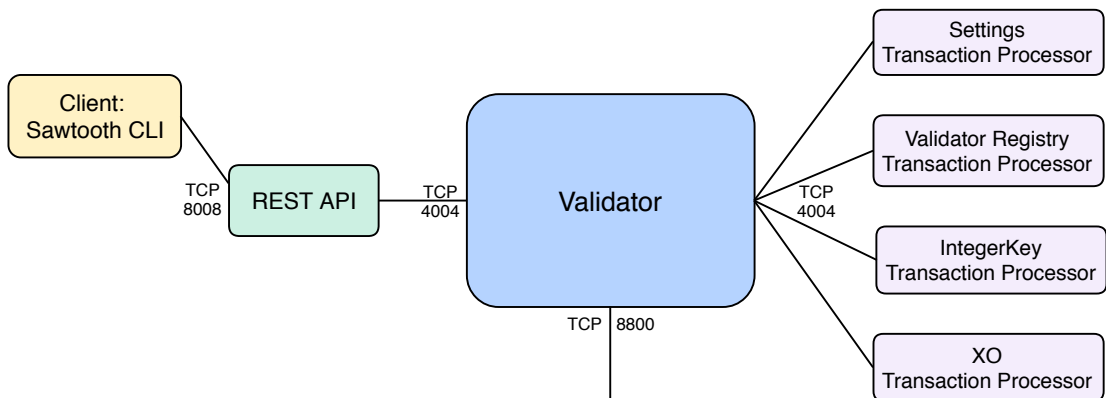 Client:
Sawtooth CLI
TCP
8008
REST API
TCP
4004
Validator
TCP 8800
TCP
4004
Settings
Transaction Processor
Validator Registry
Transaction Processor
IntegerKey
Transaction Processor
XO
Transaction Processor